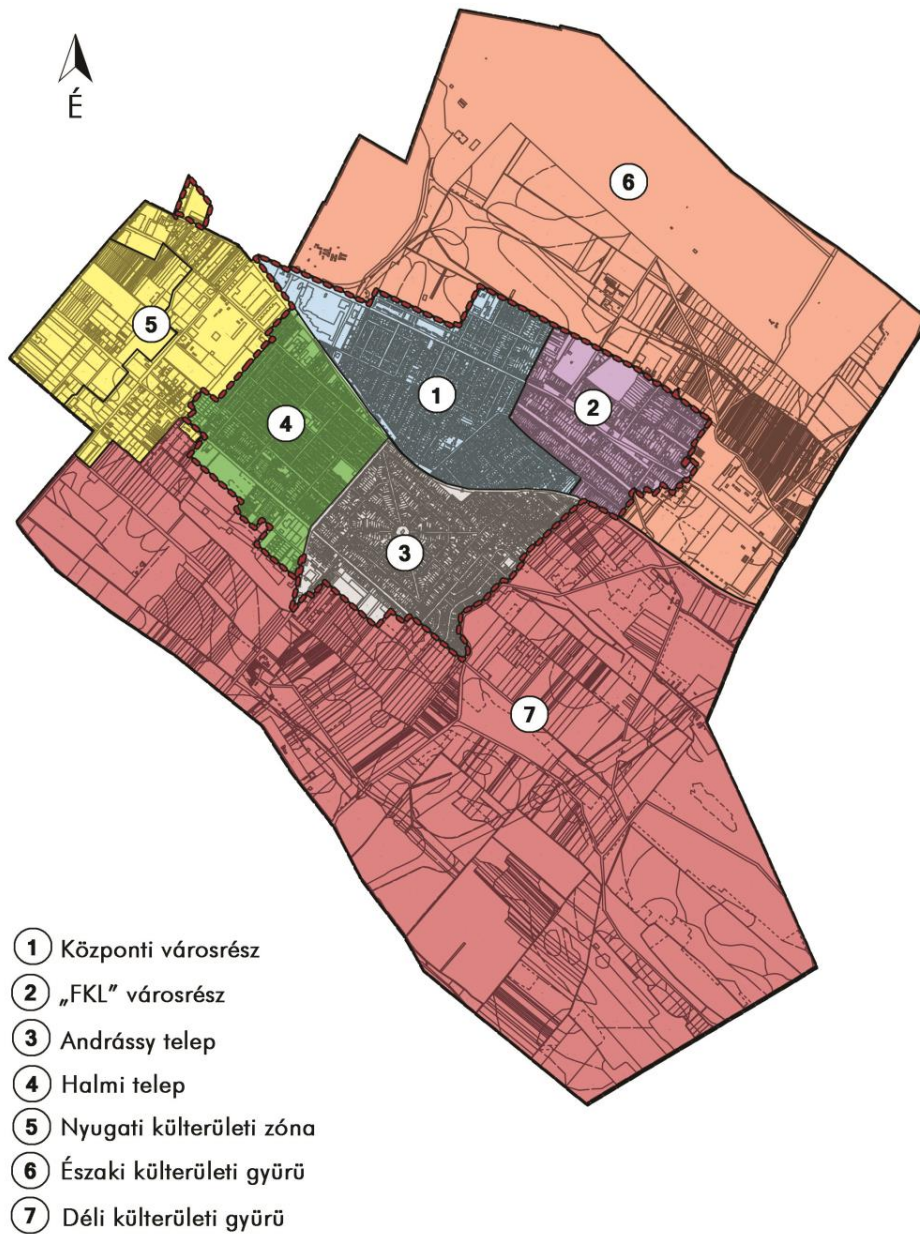 É
6
5
1
2
4
3
7
1 Központi városrész
2 „FKL” városrész
3 Andrássy telep
4 Halmi telep
5 Nyugati külterületi zóna
6 Északi külterületi gyűrű
7 Déli külterületi gyűrű